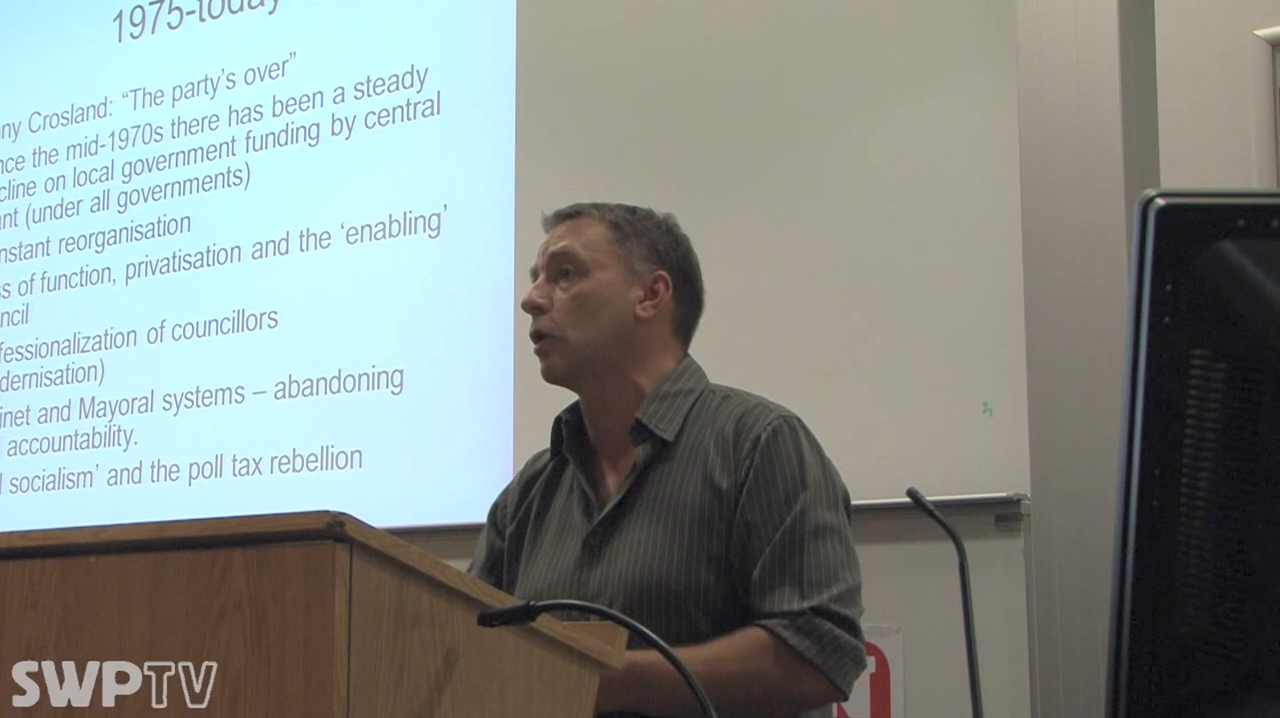 1975-today
ny Crosland: “The party’s over”
nce the mid-1970s there has been a steady
cline on local government funding by central
nt (under all governments)
nstant reorganisation
s of function, privatisation and the ‘enabling’
ncil
fessionalization of councillors
dernisation)
inet and Mayoral systems – abandoning
l accountability.
l socialism’ and the poll tax rebellion
SWPTV